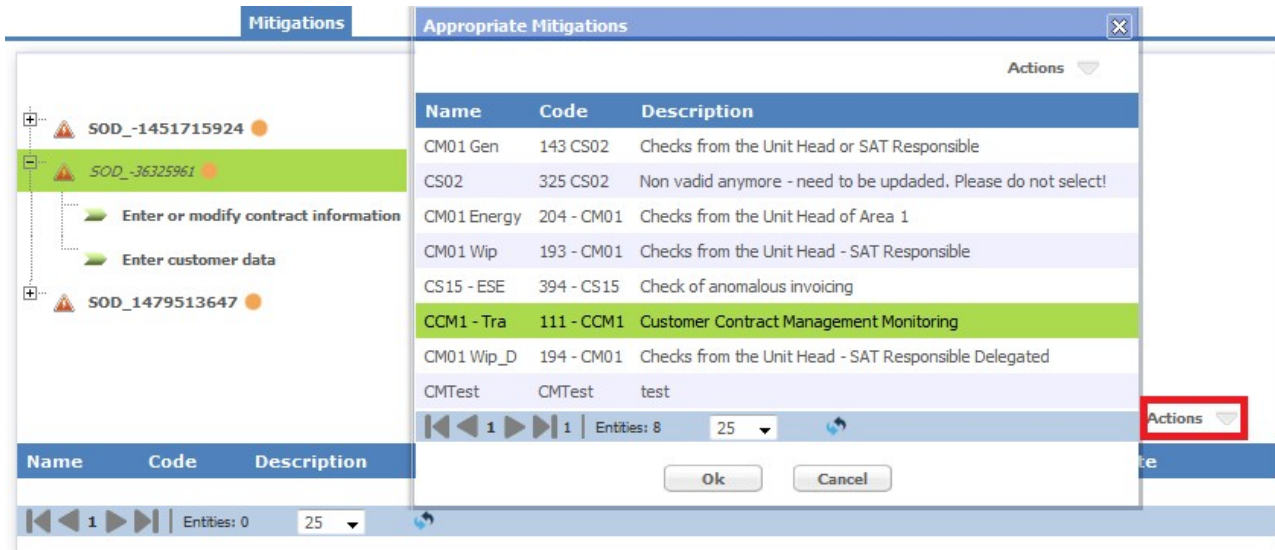 Mitigations
SOD_-1451715924
SOD_-36325961
Enter or modify contract information
Enter customer data
SOD_1479513647
Appropriate Mitigations
Actions
Name Code Description
CM01 Gen 143 CS02 Checks from the Unit Head or SAT Responsible
CS02 325 CS02 Non vadid anymore - need to be updaded. Please do not select!
CM01 Energy 204 - CM01 Checks from the Unit Head of Area 1
CM01 Wip 193 - CM01 Checks from the Unit Head - SAT Responsible
CS15 - ESE 394 - CS15 Check of anomalous invoicing
CCM1 - Tra 111 - CCM1 Customer Contract Management Monitoring
CM01 Wip_D 194 - CM01 Checks from the Unit Head - SAT Responsible Delegated
CMTest CMTest test
1 1 Entities: 8 25
Ok Cancel
Actions
Name Code Description te
1 Entities: 0 25